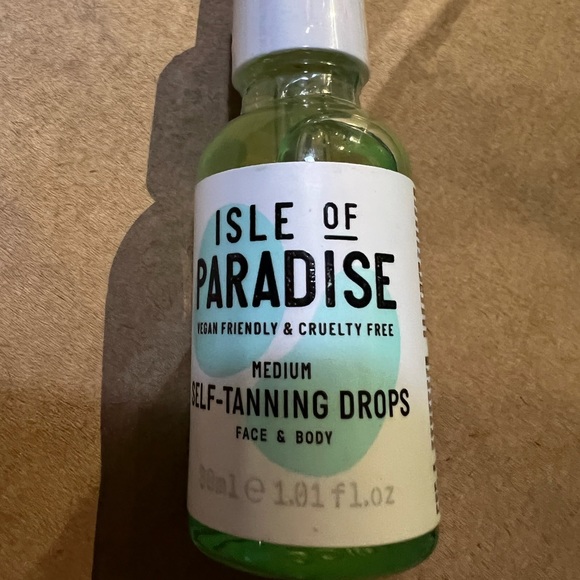 ISLE OF
PARADISE
VEGAN FRIENDLY & CRUELTY FREE
MEDIUM
SELF-TANNING DROPS
FACE & BODY
30ml e 1.01 fl.oz